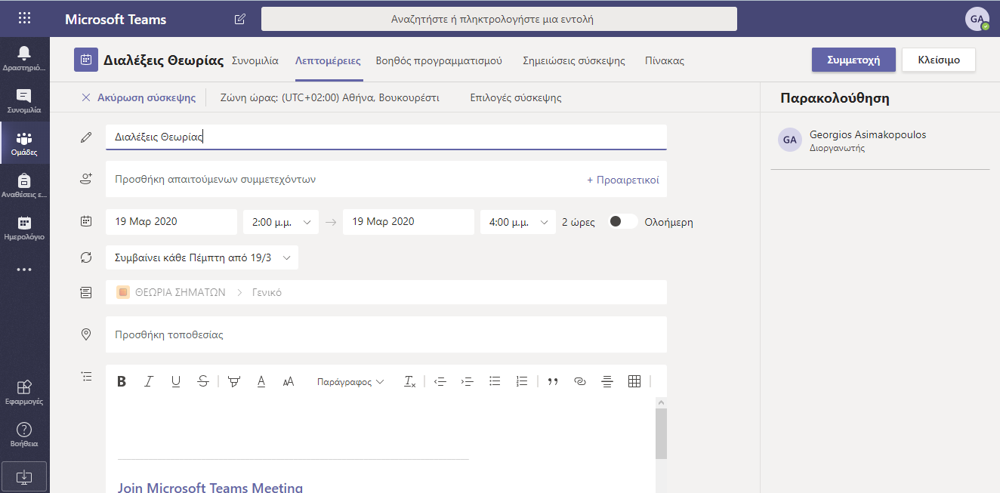 Microsoft Teams
Αναζητήστε ή πληκτρολογήστε μια εντολή
GA
Δραστηριό...
Συνομιλία
Ομάδες
Αναθέσεις ε...
Ημερολόγιο
Εφαρμογές
Βοήθεια
Διαλέξεις Θεωρίας Συνομιλία Λεπτομέρειες Βοηθός προγραμματισμού Σημειώσεις σύσκεψης Πίνακας Συμμετοχή Κλείσιμο
Ακύρωση σύσκεψης Ζώνη ώρας: (UTC+02:00) Αθήνα, Βουκουρέστι Επιλογές σύσκεψης
Διαλέξεις Θεωρίας
Προσθήκη απαιτούμενων συμμετεχόντων + Προαιρετικοί
19 Μαρ 2020 2:00 μ.μ. → 19 Μαρ 2020 4:00 μ.μ. 2 ώρες Ολοήμερη
Συμβαίνει κάθε Πέμπτη από 19/3
ΘΕΩΡΙΑ ΣΗΜΑΤΩΝ > Γενικό
Προσθήκη τοποθεσίας
B I U S A AA Παράγραφος Ix
Join Microsoft Teams Meeting
Παρακολούθηση
GA Georgios Asimakopoulos
Διοργανωτής